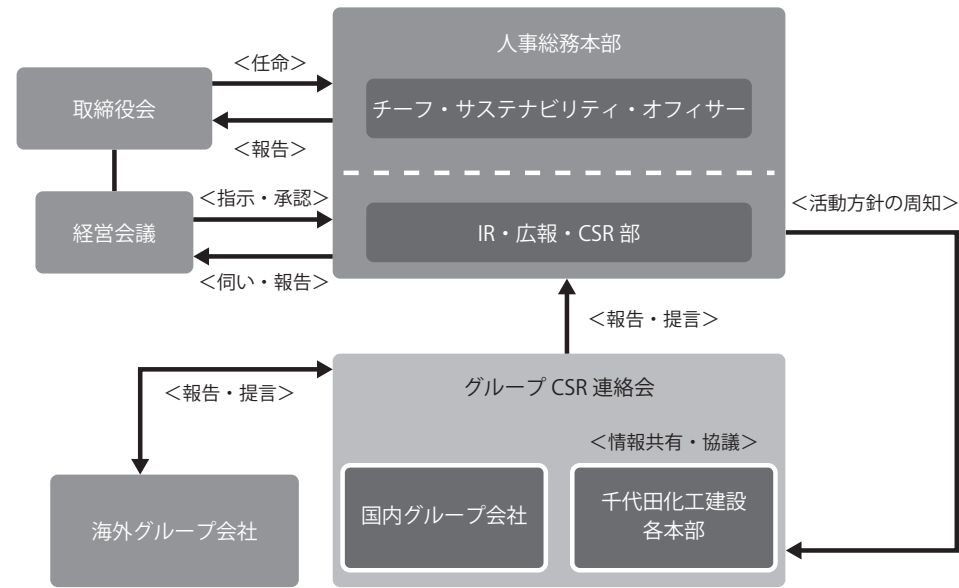 人事総務本部
＜任命＞
取締役会
チーフ・サステナビリティ・オフィサー
＜報告＞
＜指示・承認＞
＜活動方針の周知＞
経営会議
IR・広報・CSR 部
＜伺い・報告＞
＜報告・提言＞
グループ CSR 連絡会
＜報告・提言＞
＜情報共有・協議＞
海外グループ会社
国内グループ会社
千代田化工建設
各本部